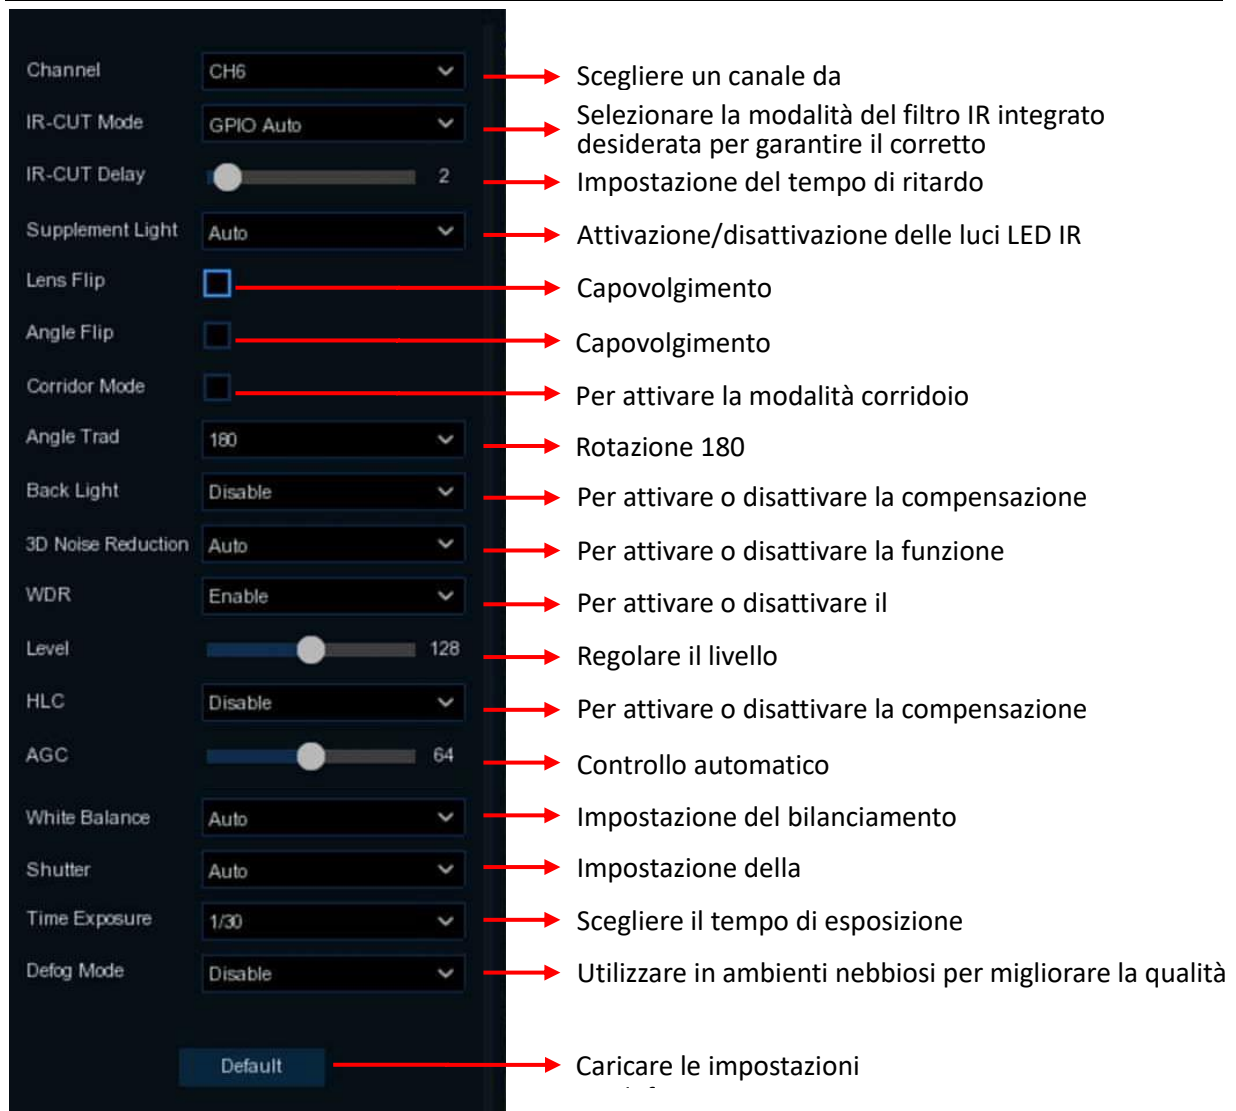 Channel CH6 Scegliere un canale da
IR-CUT Mode GPIO Auto Selezionare la modalità del filtro IR integrato
desiderata per garantire il corretto
IR-CUT Delay 2 Impostazione del tempo di ritardo
Supplement Light Auto Attivazione/disattivazione delle luci LED IR
Lens Flip Capovolgimento
Angle Flip Capovolgimento
Corridor Mode Per attivare la modalità corridoio
Angle Trad 180 Rotazione 180
Back Light Disable Per attivare o disattivare la compensazione
3D Noise Reduction Auto Per attivare o disattivare la funzione
WDR Enable Per attivare o disattivare il
Level 128 Regolare il livello
HLC Disable Per attivare o disattivare la compensazione
AGC 64 Controllo automatico
White Balance Auto Impostazione del bilanciamento
Shutter Auto Impostazione della
Time Exposure 1/30 Scegliere il tempo di esposizione
Defog Mode Disable Utilizzare in ambienti nebbiosi per migliorare la qualità
Default Caricare le impostazioni